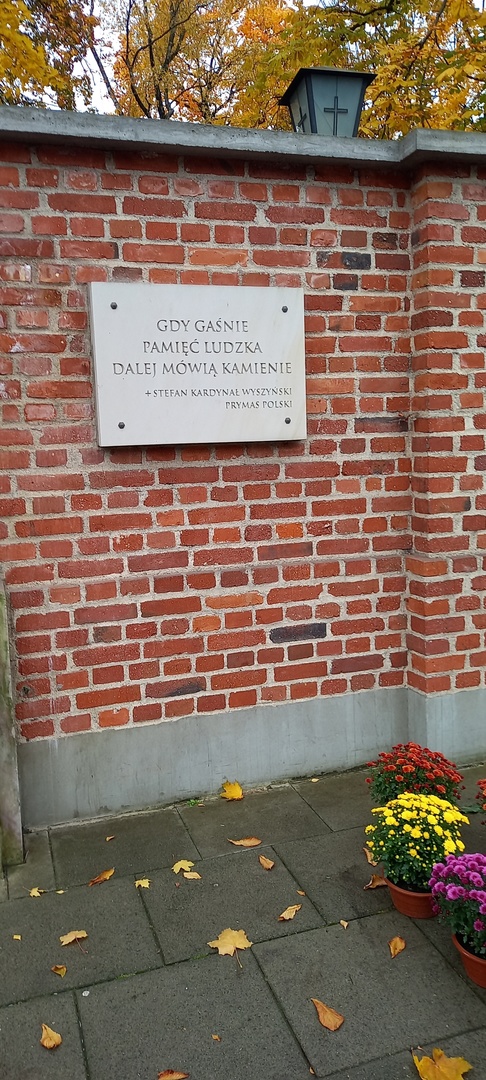 GDY GAŚNIE
PAMIĘĆ LUDZKA
DALEJ MÓWIĄ KAMIENIE
+ STEFAN KARDYNAŁ WYSZYŃSKI
PRYMAS POLSKI